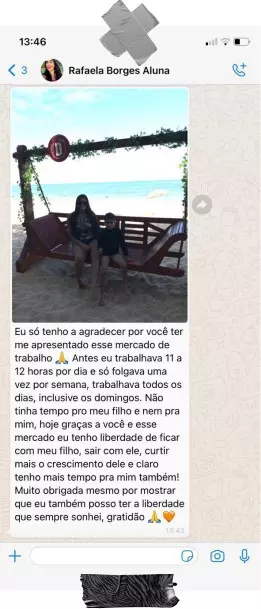 13:46
3
Rafaela Borges Aluna
Eu só tenho a agradecer por você ter
me apresentado esse mercado de
trabalho 🙏 Antes eu trabalhava 11 a
12 horas por dia e só folgava uma
vez por semana, trabalhava todos os
dias, inclusive os domingos. Não
tinha tempo pro meu filho e nem pra
mim, hoje graças a você e esse
mercado eu tenho liberdade de ficar
com meu filho, sair com ele, curtir
mais o crescimento dele e claro
tenho mais tempo pra mim também!
Muito obrigada mesmo por mostrar
que eu também posso ter a liberdade
que sempre sonhei, gratidão 🙏🧡
13:43